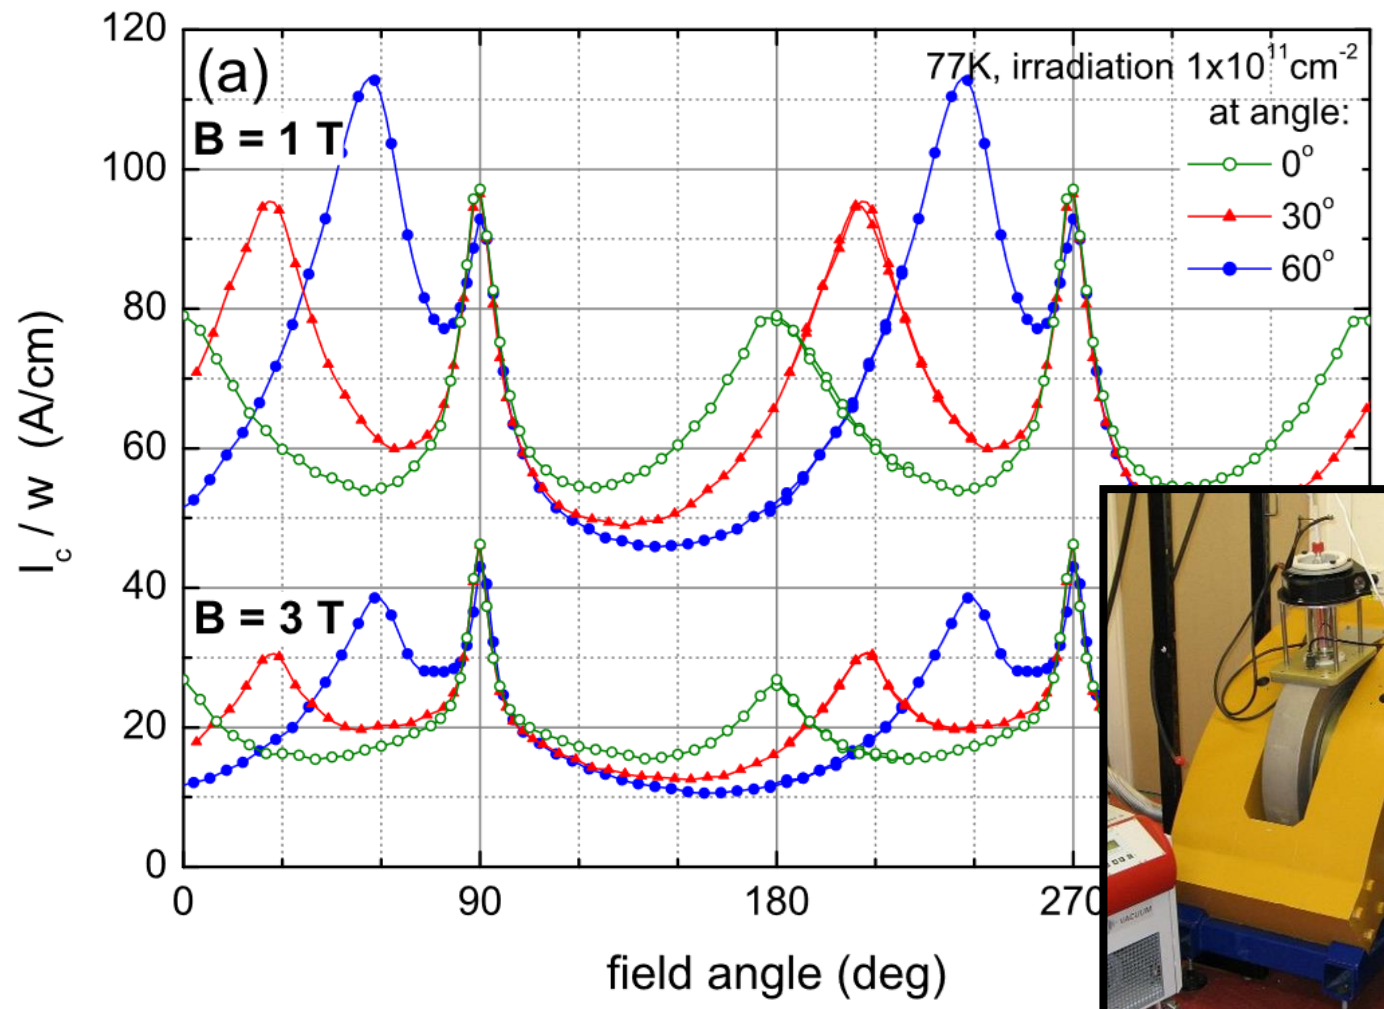 120
(a)
77K, irradiation 1x10¹¹cm⁻²
at angle:
B = 1 T
0°
30°
60°
100
80
60
40
B = 3 T
20
0
0
90
180
270
I_c / w (A/cm)
field angle (deg)
VACUUM